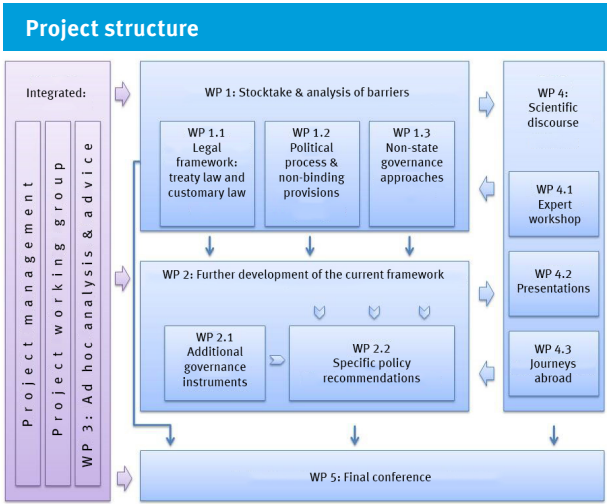 Project structure
Integrated:
Project management
Project working group
WP 3: Ad hoc analysis & advice
WP 1: Stocktake & analysis of barriers
WP 1.1
Legal
framework:
treaty law and
customary law
WP 1.2
Political
process &
non-binding
provisions
WP 1.3
Non-state
governance
approaches
WP 2: Further development of the current framework
WP 2.1
Additional
governance
instruments
WP 2.2
Specific policy
recommendations
WP 4:
Scientific
discourse
WP 4.1
Expert
workshop
WP 4.2
Presentations
WP 4.3
Journeys
abroad
WP 5: Final conference